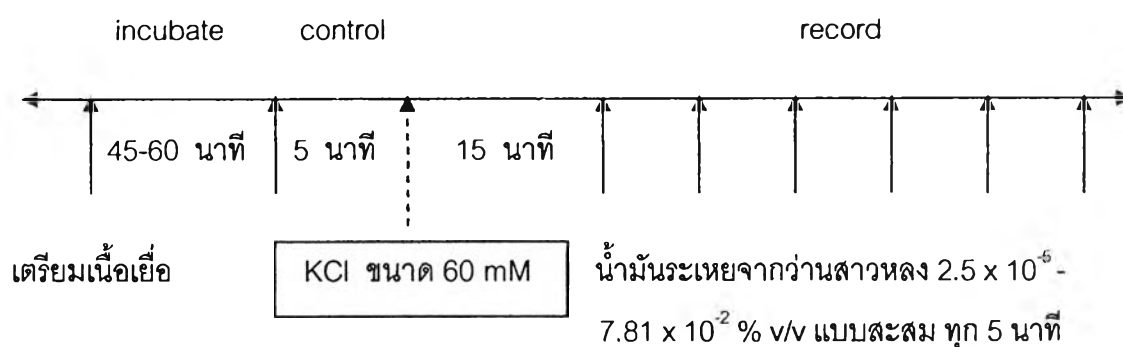 incubate control record
45-60 นาที 5 นาที 15 นาที
เตรียมเนื้อเยื่อ
KCl ขนาด 60 mM
น้ำมันระเหยจากว่านสาวหลง 2.5 x 10⁻⁵ -
7.81 x 10⁻² % v/v แบบสะสม ทุก 5 นาที